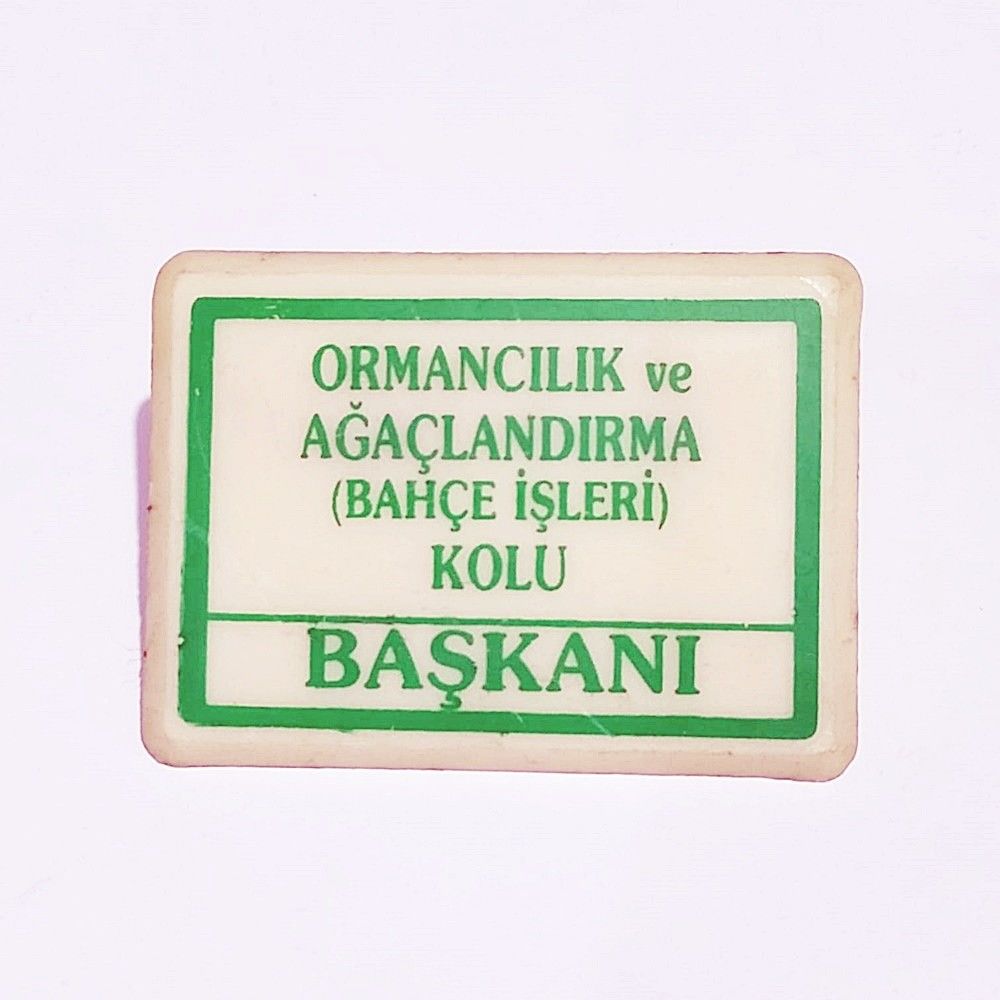 ORMANCILIK ve
AĞAÇLANDIRMA
(BAHÇE İŞLERİ)
KOLU
BAŞKANI